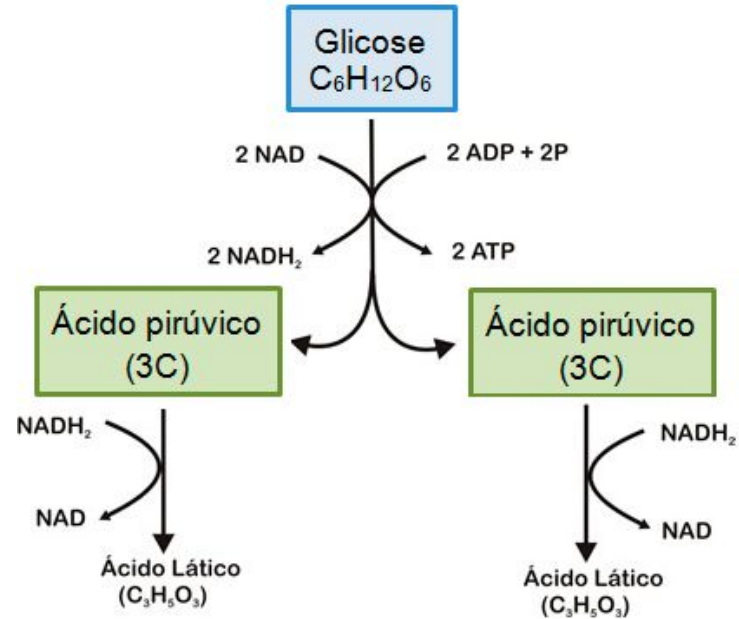 Glicose
C₆H₁₂O₆
2 NAD
2 ADP + 2P
2 NADH₂
2 ATP
Ácido pirúvico
(3C)
Ácido pirúvico
(3C)
NADH₂
NAD
NADH₂
NAD
Ácido Lático
(C₃H₅O₃)
Ácido Lático
(C₃H₅O₃)